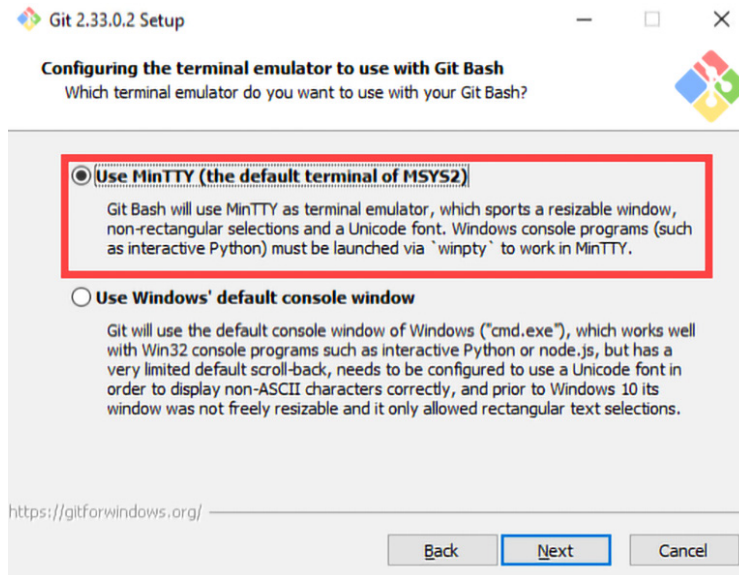 Git 2.33.0.2 Setup
Configuring the terminal emulator to use with Git Bash
Which terminal emulator do you want to use with your Git Bash?
Use MinTTY (the default terminal of MSYS2)
Git Bash will use MinTTY as terminal emulator, which sports a resizable window,
non-rectangular selections and a Unicode font. Windows console programs (such
as interactive Python) must be launched via `winpty` to work in MinTTY.
Use Windows' default console window
Git will use the default console window of Windows ("cmd.exe"), which works well
with Win32 console programs such as interactive Python or node.js, but has a
very limited default scroll-back, needs to be configured to use a Unicode font in
order to display non-ASCII characters correctly, and prior to Windows 10 its
window was not freely resizable and it only allowed rectangular text selections.
https://gitforwindows.org/
Back
Next
Cancel